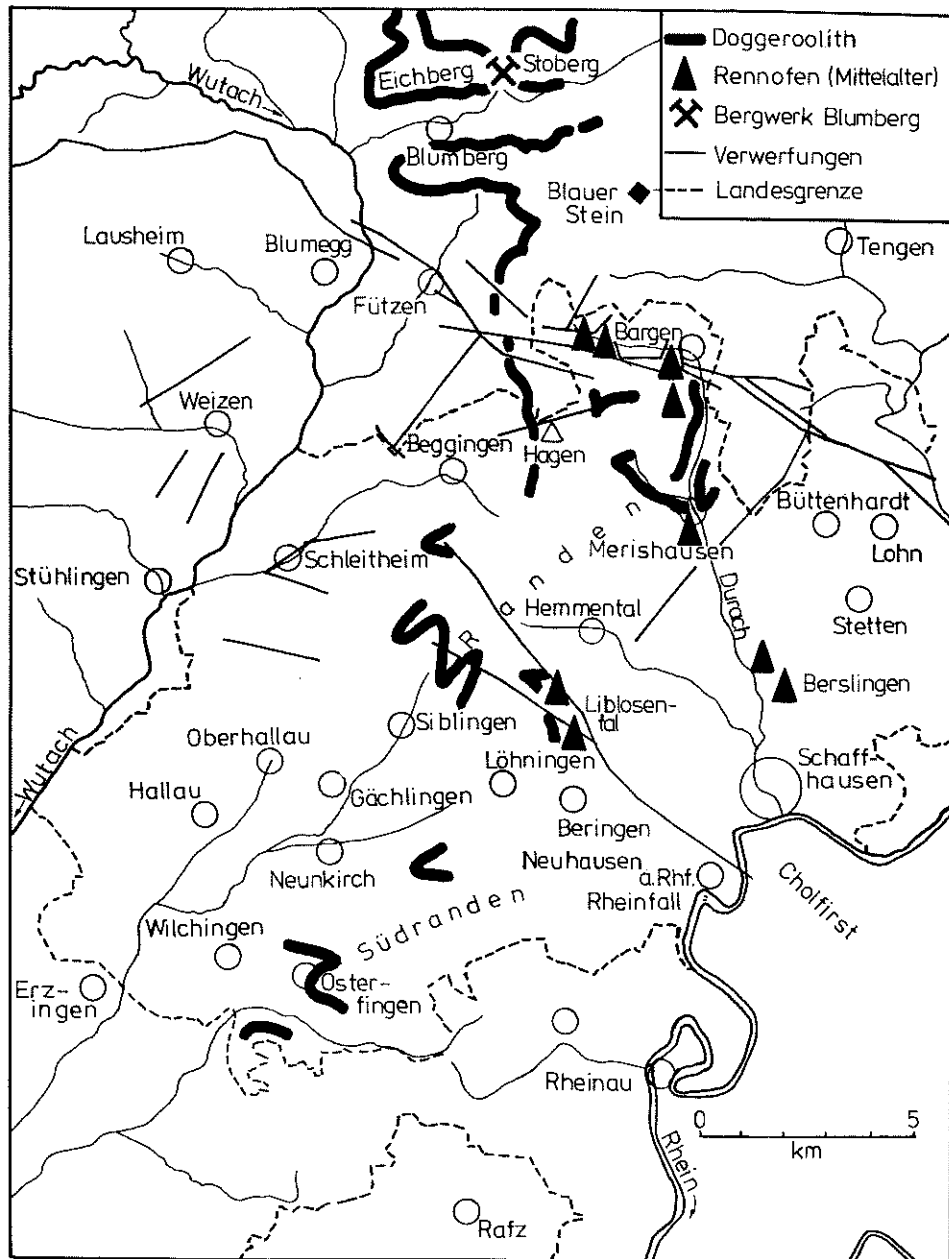 Doggeroolith
Rennofen (Mittelalter)
Bergwerk Blumberg
Verwerfungen
Landesgrenze
Wutach
Eichberg
Stoberg
Blumberg
Blauer
Stein
Tengen
Lausheim
Blumegg
Fützen
Bargen
Weizen
Beggingen
Hagen
Büttenhardt
Lohn
Schleitheim
Merishausen
Stühlingen
Randen
Hemmental
Durach
Stetten
Berslingen
Liblosen-
tal
Siblingen
Oberhallau
Löhningen
Schaff-
hausen
Wutach
Hallau
Gächlingen
Beringen
Neunkirch
Neuhausen
a.Rhf.
Rheinfall
Cholfirst
Südranden
Wilchingen
Erz-
ingen
Oster-
fingen
Rheinau
0 5
km
Rhein
Rafz